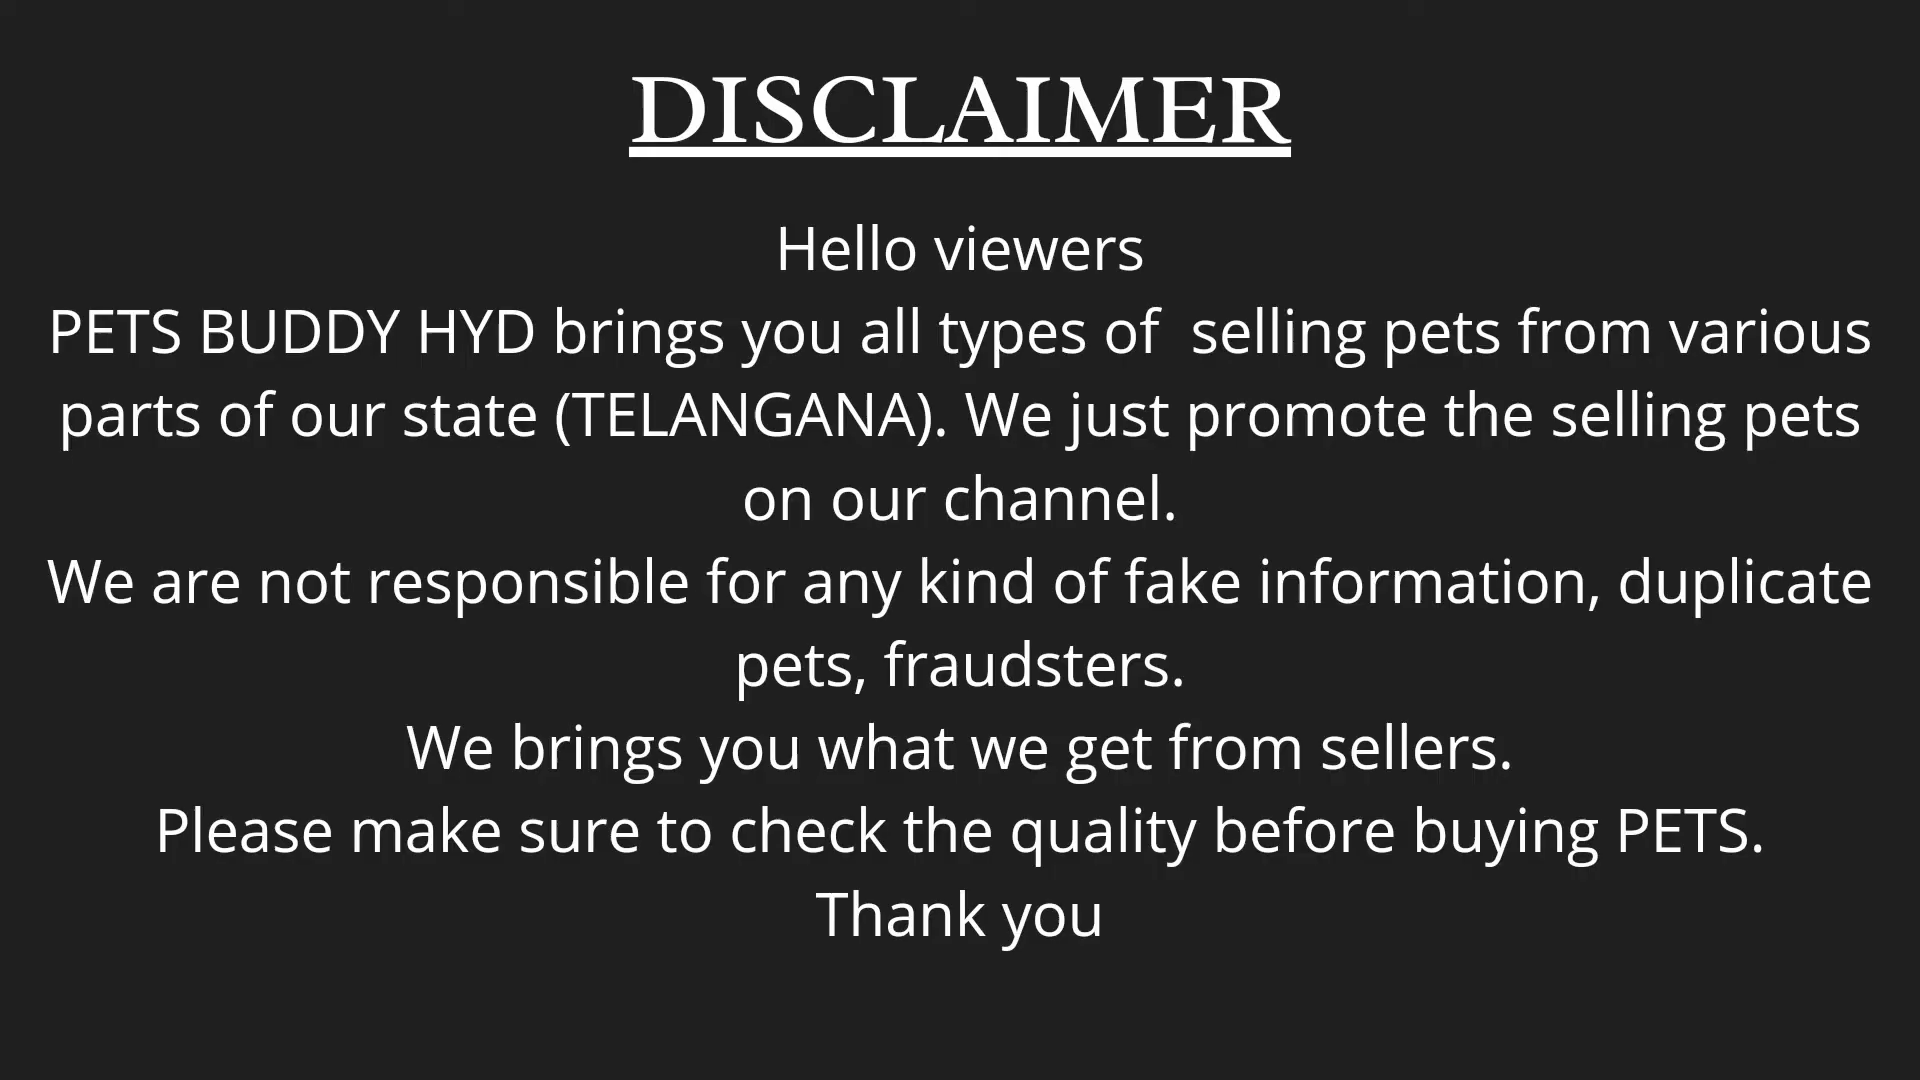 DISCLAIMER
Hello viewers
PETS BUDDY HYD brings you all types of  selling pets from various
parts of our state (TELANGANA). We just promote the selling pets
on our channel.
We are not responsible for any kind of fake information, duplicate
pets, fraudsters.
We brings you what we get from sellers.
Please make sure to check the quality before buying PETS.
Thank you